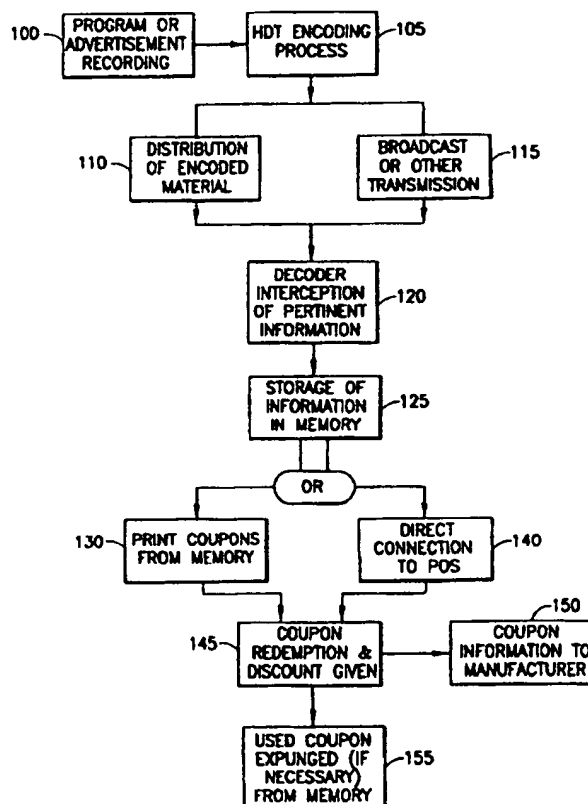 100
PROGRAM OR
ADVERTISEMENT
RECORDING
HDT ENCODING
PROCESS
105
110
DISTRIBUTION
OF ENCODED
MATERIAL
BROADCAST
OR OTHER
TRANSMISSION
115
DECODER
INTERCEPTION
OF PERTINENT
INFORMATION
120
STORAGE OF
INFORMATION
IN MEMORY
125
OR
130
PRINT COUPONS
FROM MEMORY
DIRECT
CONNECTION
TO POS
140
145
COUPON
REDEMPTION &
DISCOUNT GIVEN
150
COUPON
INFORMATION TO
MANUFACTURER
USED COUPON
EXPUNGED (IF
NECESSARY)
FROM MEMORY
155